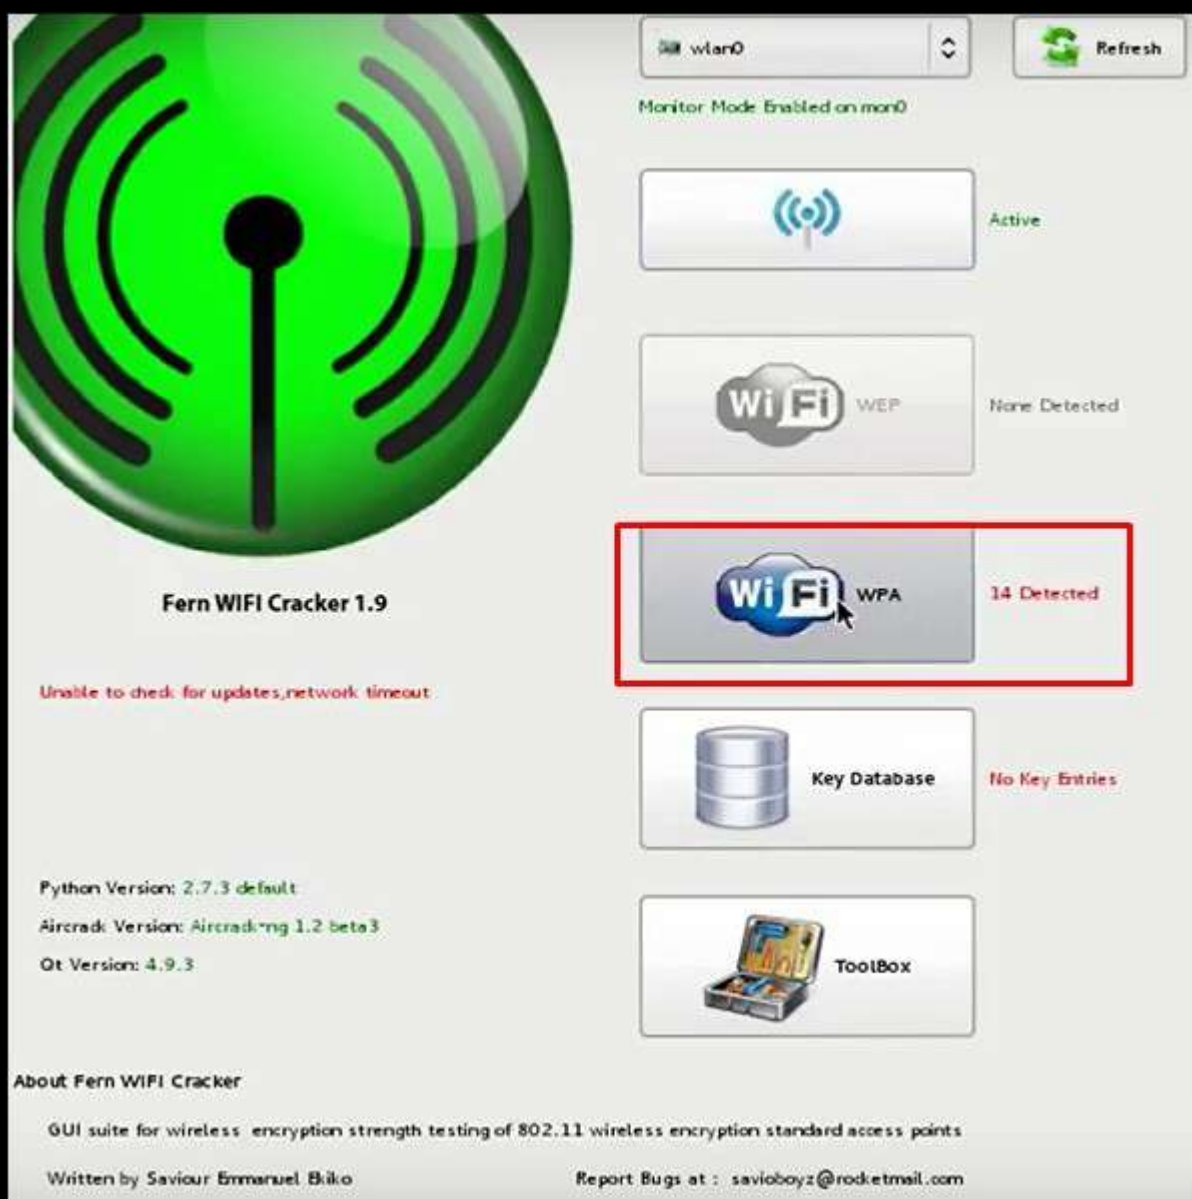 wlan0
Refresh
Monitor Mode Enabled on mon0
Active
WiFi WEP
None Detected
WiFi WPA
14 Detected
Fern WIFI Cracker 1.9
Unable to check for updates,network timeout
Key Database
No Key Entries
Python Version: 2.7.3 default
Aircrack Version: Aircrack-ng 1.2 beta3
Qt Version: 4.9.3
ToolBox
About Fern WIFI Cracker
GUI suite for wireless encryption strength testing of 802.11 wireless encryption standard access points
Written by Saviour Emmanuel Ekiko
Report Bugs at : savioboyz@rocketmail.com